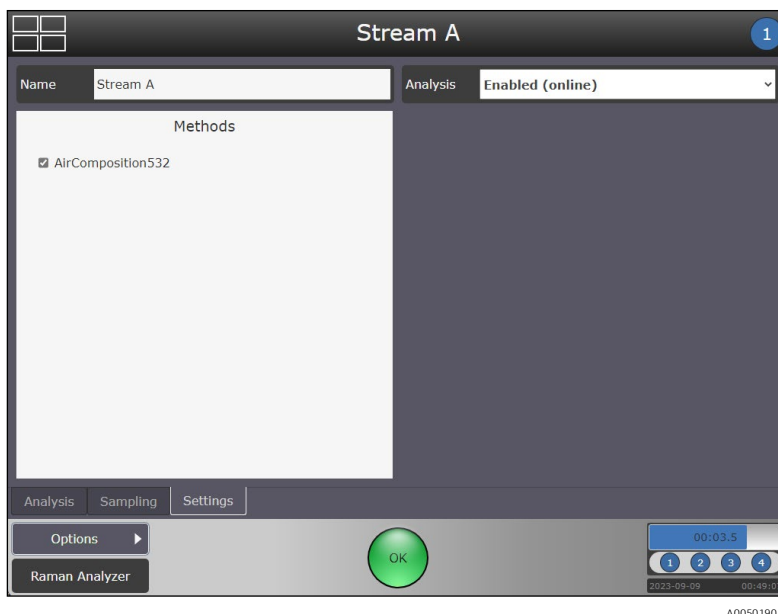 Stream A
1
Name Stream A
Analysis Enabled (online)
Methods
AirComposition532
Analysis Sampling Settings
Options
OK
Raman Analyzer
00:03.5
1 2 3 4
2023-09-09
A0050190